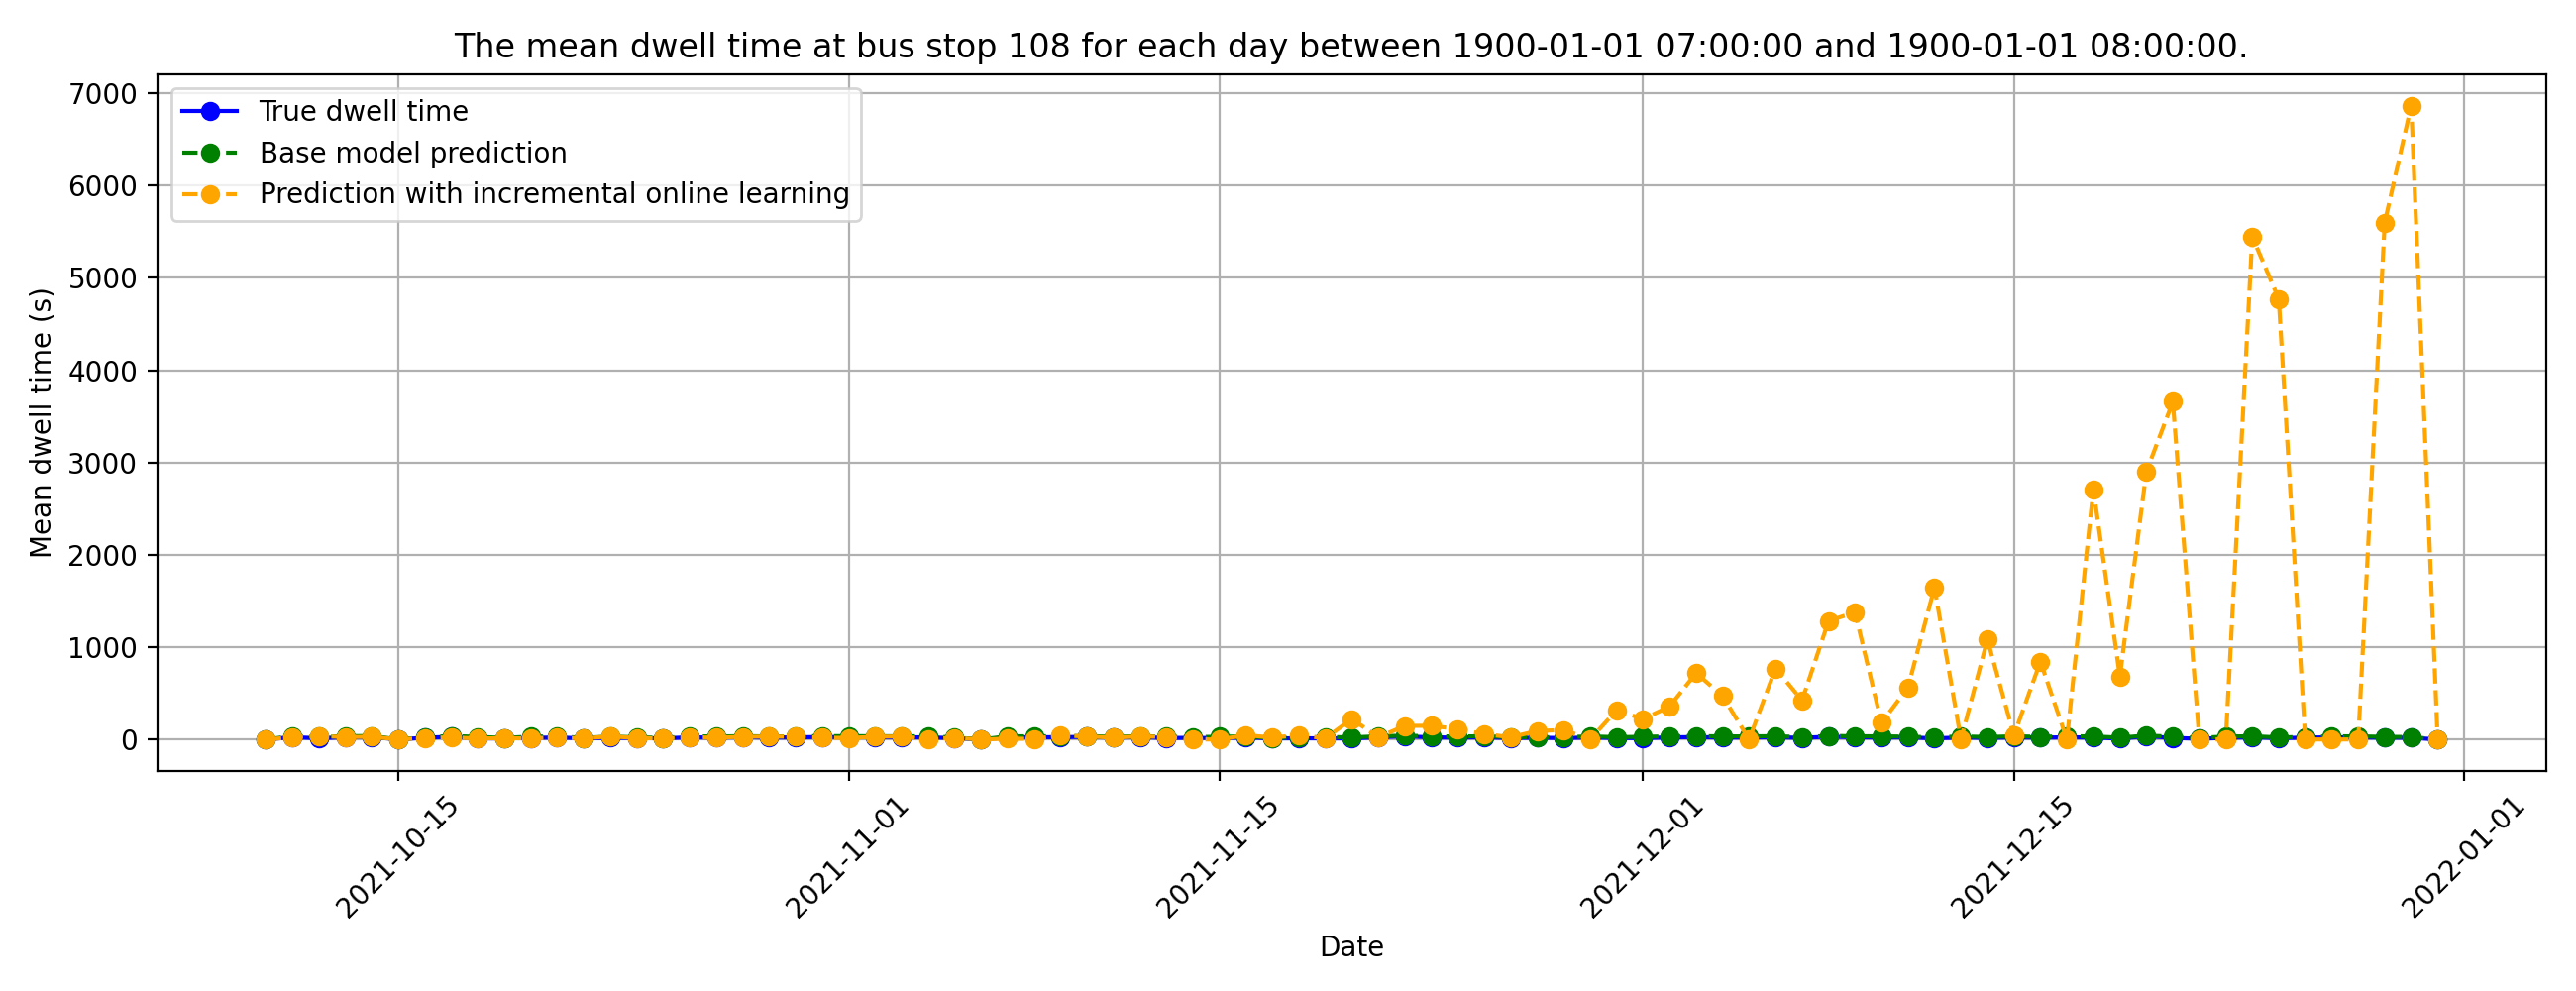 The mean dwell time at bus stop 108 for each day between 1900-01-01 07:00:00 and 1900-01-01 08:00:00.
True dwell time
Base model prediction
Prediction with incremental online learning
Mean dwell time (s)
7000
6000
5000
4000
3000
2000
1000
0
2021-10-15
2021-11-01
2021-11-15
2021-12-01
2021-12-15
2022-01-01
Date